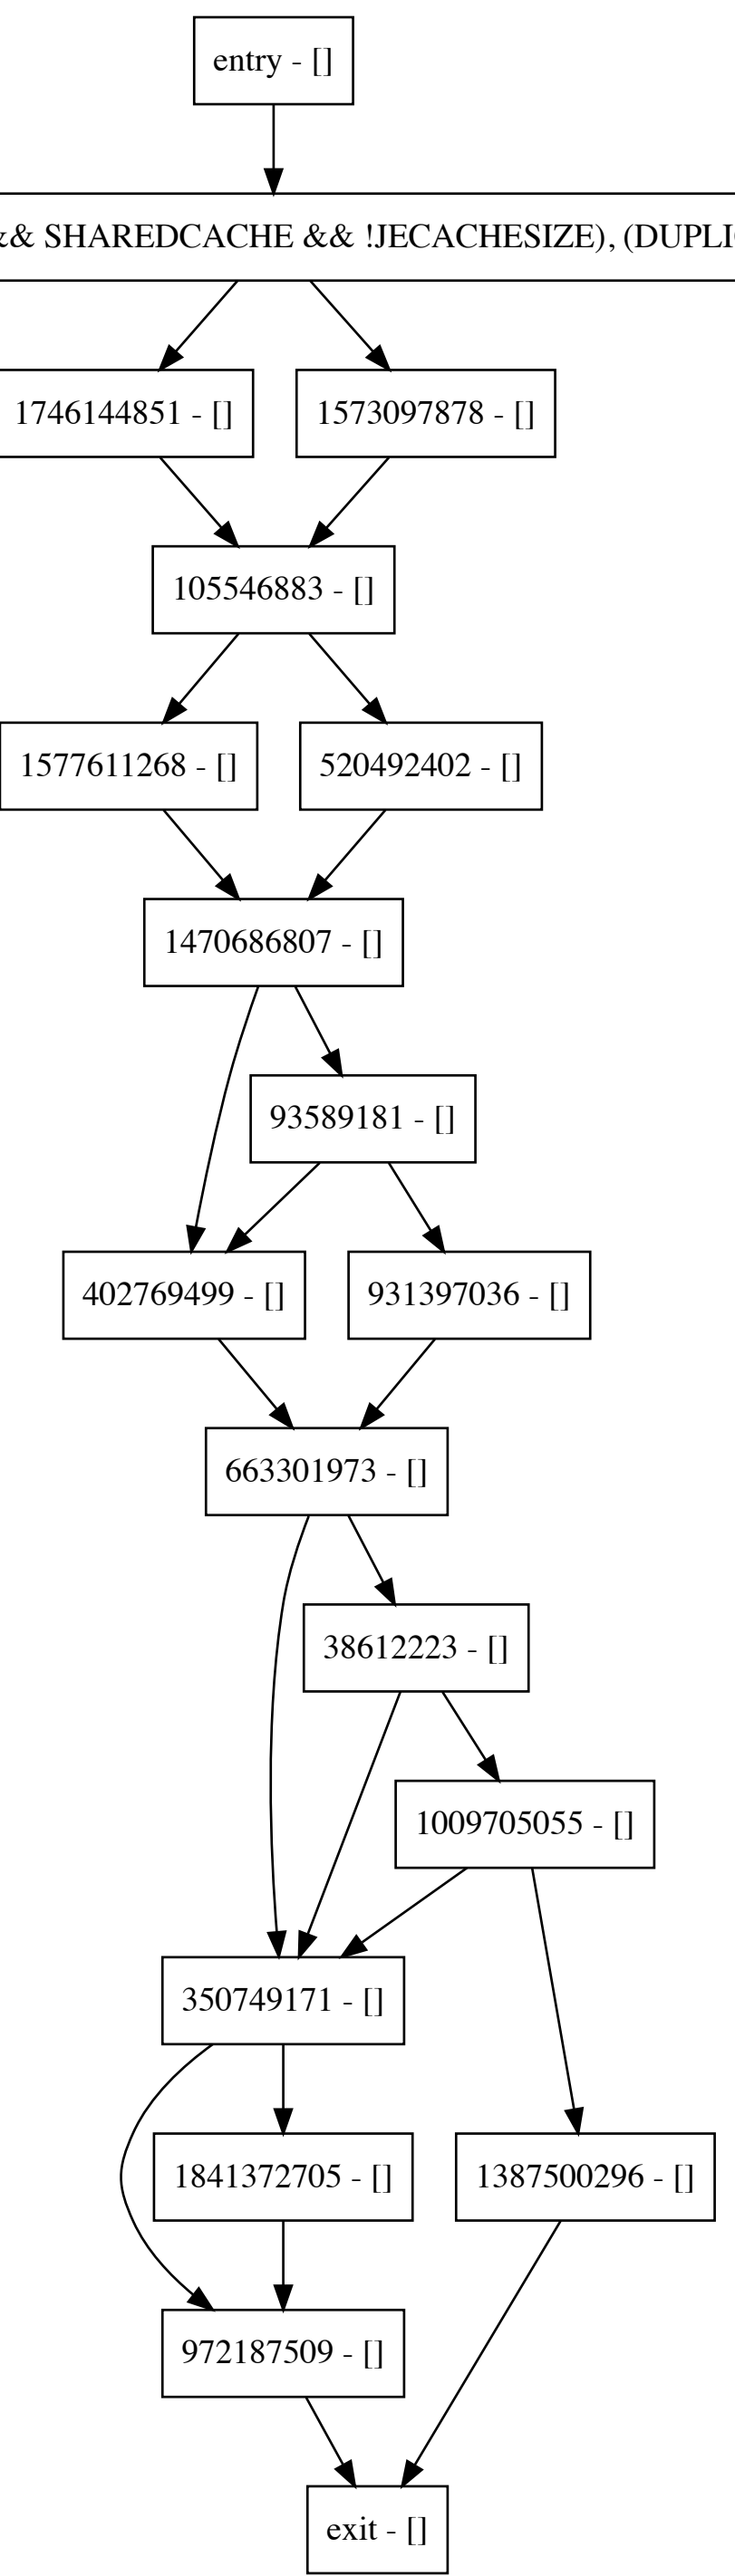 entry - []
&& SHAREDCACHE && !JECACHESIZE), (DUPLI
1746144851 - []
1573097878 - []
105546883 - []
1577611268 - []
520492402 - []
1470686807 - []
93589181 - []
402769499 - []
931397036 - []
663301973 - []
38612223 - []
1009705055 - []
350749171 - []
1841372705 - []
1387500296 - []
972187509 - []
exit - []